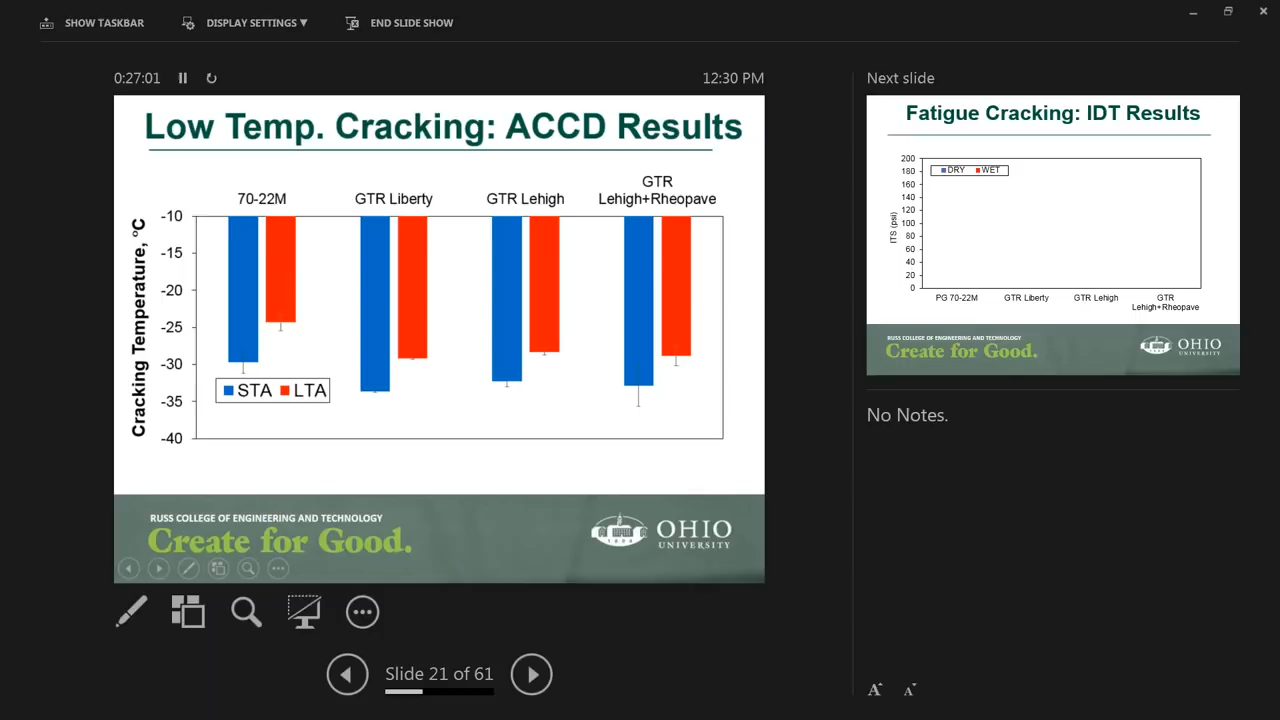 SHOW TASKBAR
DISPLAY SETTINGS ▼
END SLIDE SHOW
0:27:01
12:30 PM
Low Temp. Cracking: ACCD Results
70-22M
GTR Liberty
GTR Lehigh
GTR
Lehigh+Rheopave
Cracking Temperature, °C
-10
-15
-20
-25
-30
-35
-40
STA
LTA
RUSS COLLEGE OF ENGINEERING AND TECHNOLOGY
Create for Good.
1804
OHIO
UNIVERSITY
Slide 21 of 61
Next slide
Fatigue Cracking: IDT Results
ITS (psi)
200
180
160
140
120
100
80
60
40
20
0
DRY
WET
PG 70-22M
GTR Liberty
GTR Lehigh
GTR
Lehigh+Rheopave
RUSS COLLEGE OF ENGINEERING AND TECHNOLOGY
Create for Good.
OHIO
UNIVERSITY
No Notes.
A
A